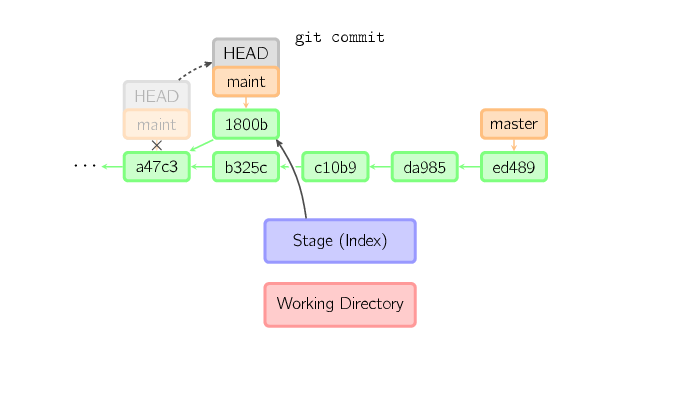 git commit
HEAD
maint
HEAD
maint
1800b
master
...
a47c3
b325c
c10b9
da985
ed489
Stage (Index)
Working Directory